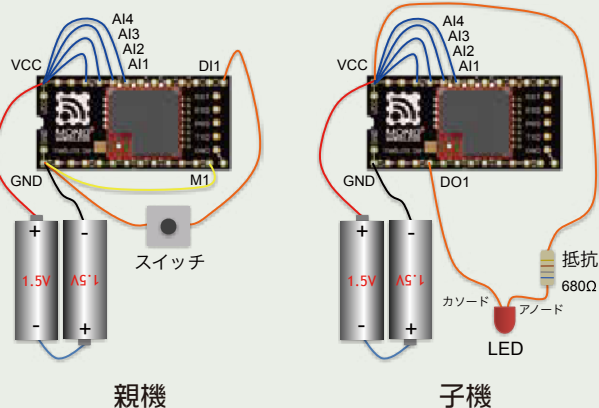 AI4
AI3
AI2
AI1
VCC
DI1
GND
M1
+
-
1.5V
1.5V
-
+
スイッチ
親機
AI4
AI3
AI2
AI1
VCC
GND
DO1
+
-
1.5V
1.5V
-
+
抵抗
680Ω
カソード
アノード
LED
子機